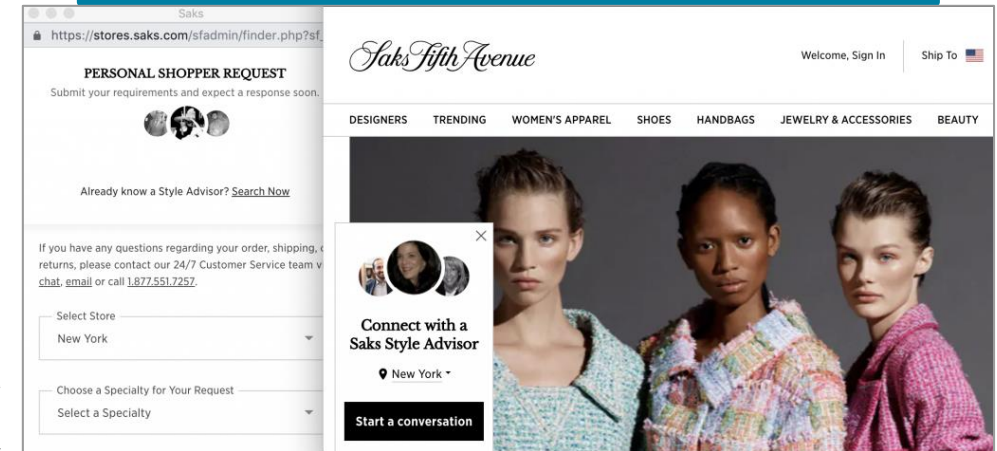 Saks
https://stores.saks.com/sfadmin/finder.php?sf_
PERSONAL SHOPPER REQUEST
Submit your requirements and expect a response soon.
Already know a Style Advisor? Search Now
If you have any questions regarding your order, shipping,
returns, please contact our 24/7 Customer Service team v
chat, email or call 1.877.551.7257.
Select Store
New York
Choose a Specialty for Your Request
Select a Specialty
Saks Fifth Avenue
Welcome, Sign In
Ship To
DESIGNERS TRENDING WOMEN'S APPAREL SHOES HANDBAGS JEWELRY & ACCESSORIES BEAUTY
Connect with a
Saks Style Advisor
New York
Start a conversation